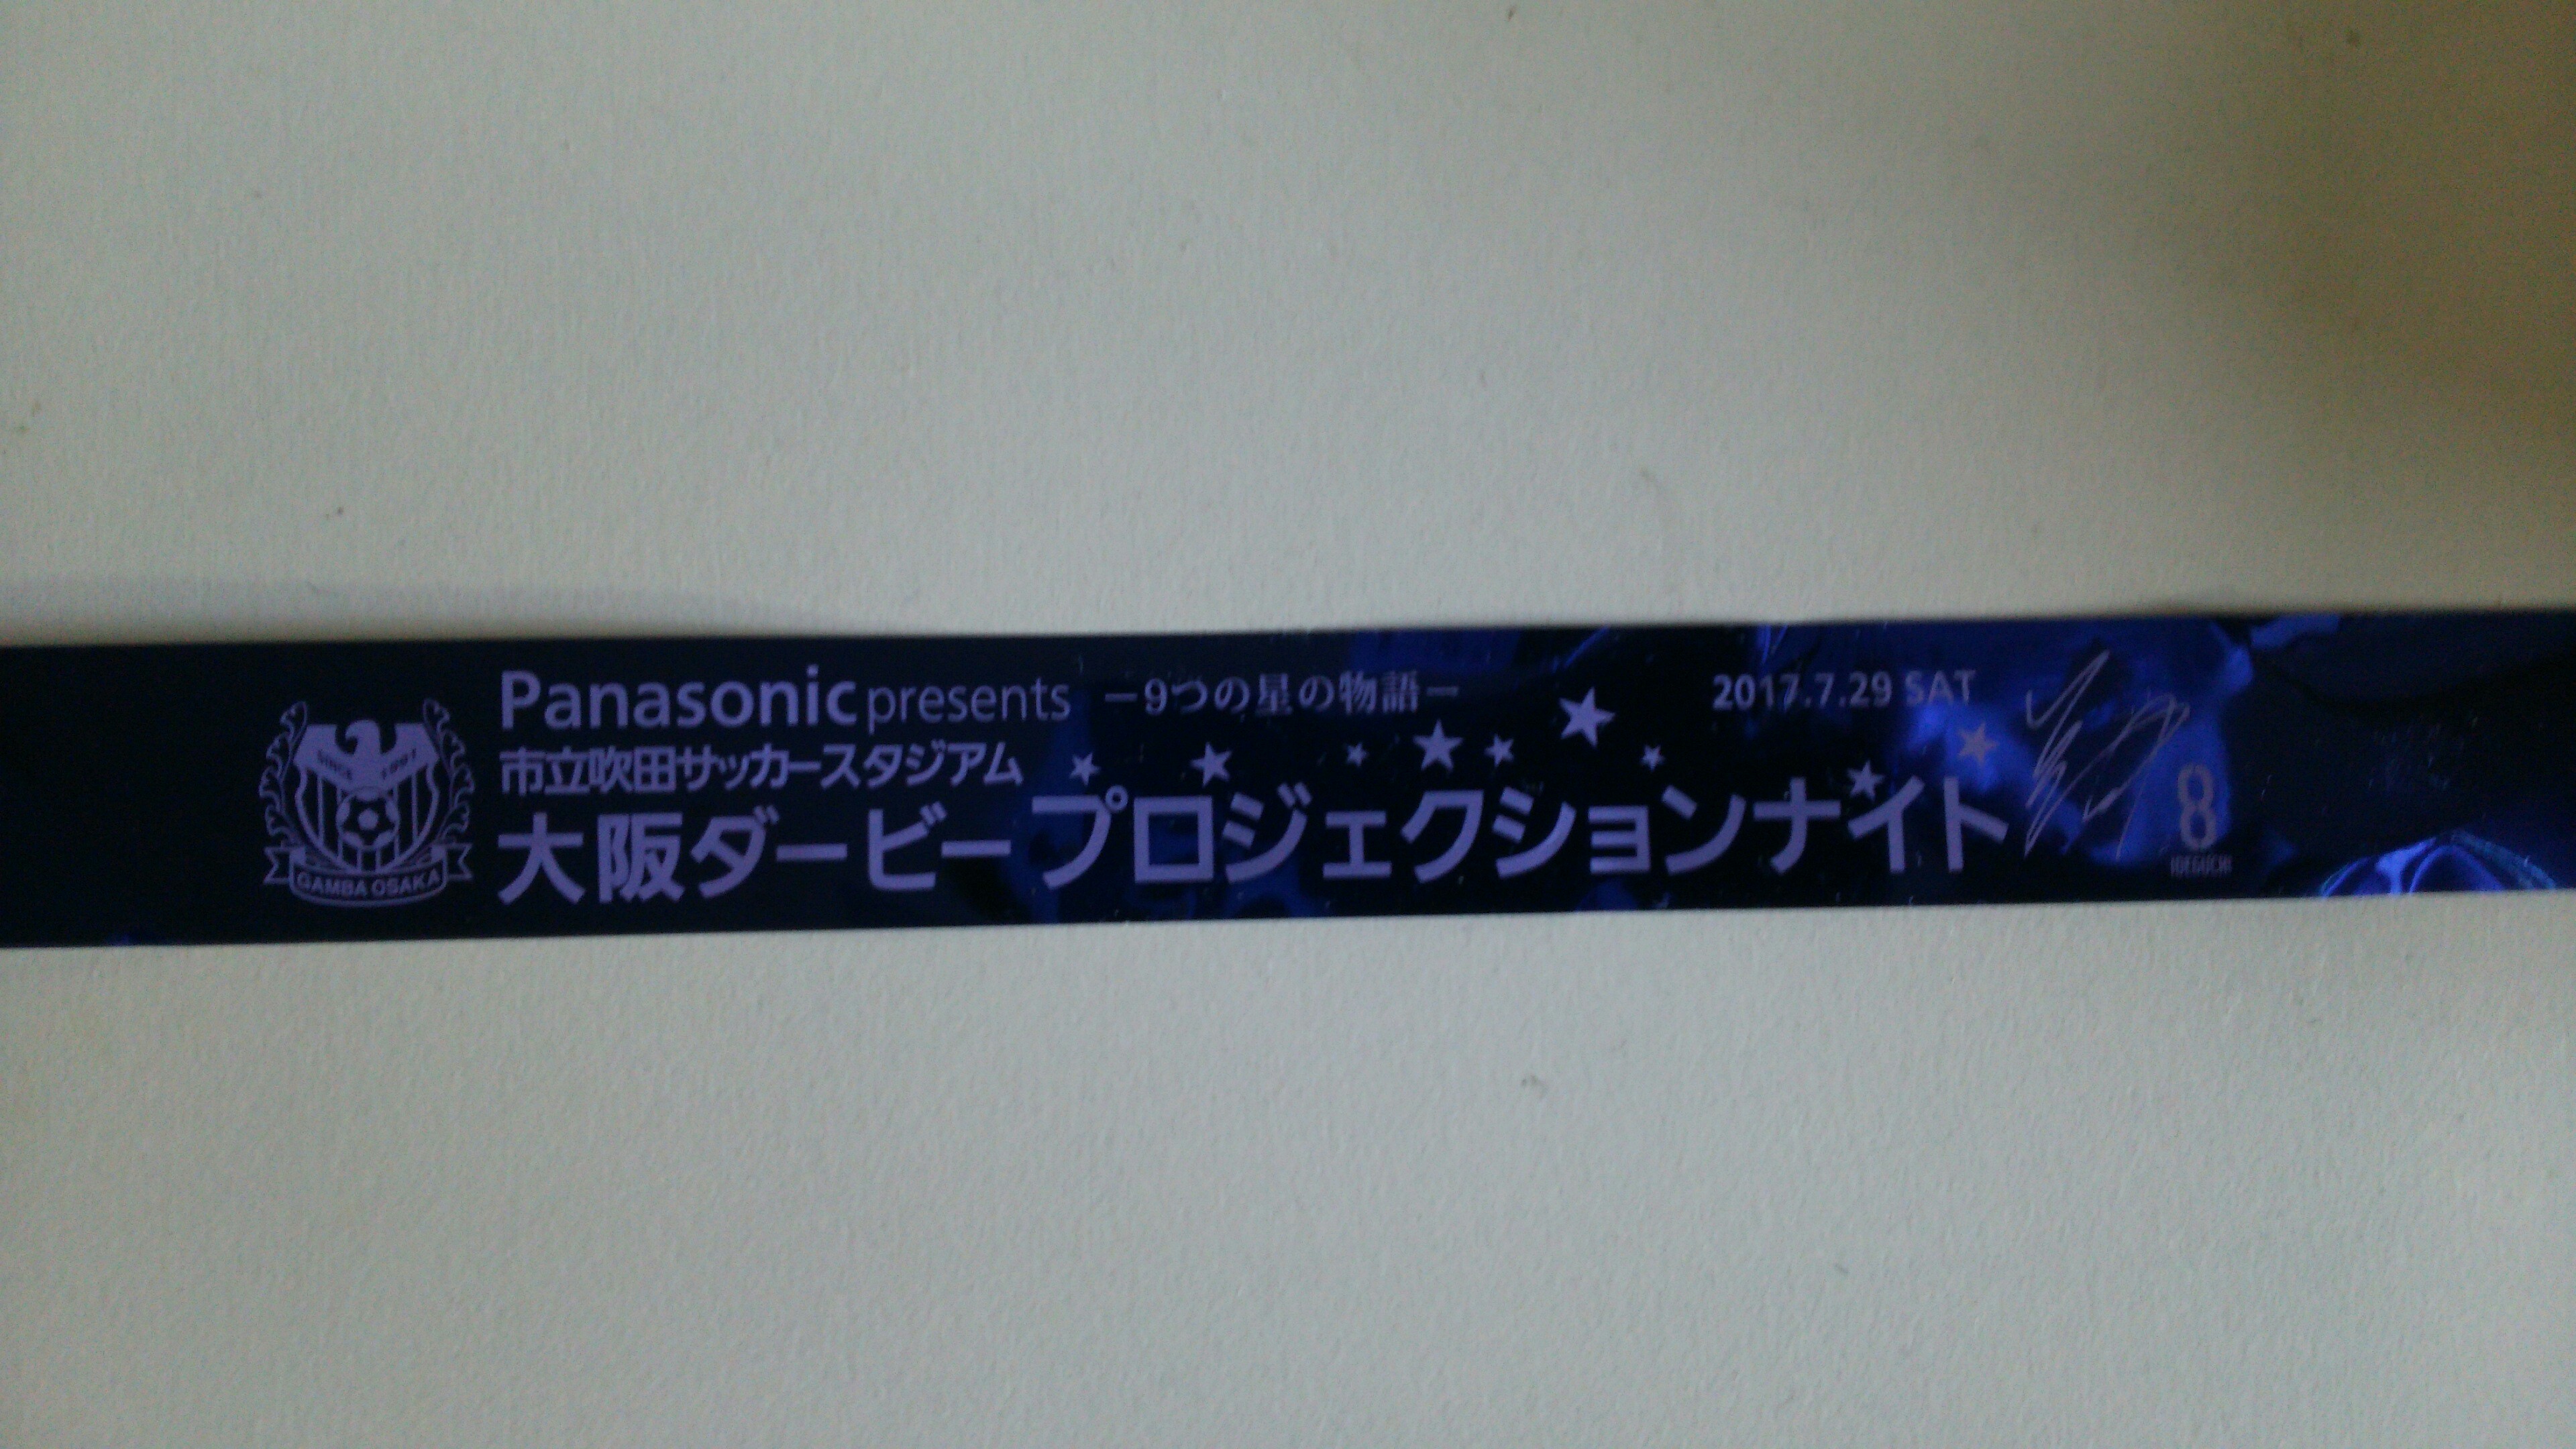 SINCE 1991
GAMBA OSAKA
Panasonic presents －9つの星の物語－
2017.7.29 SAT
市立吹田サッカースタジアム
大阪ダービープロジェクションナイト
8
IDEGUCHI